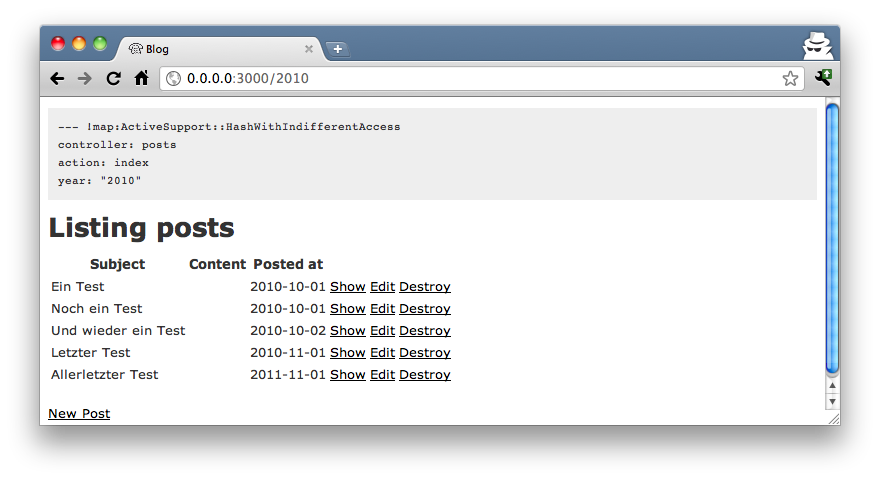 Blog
0.0.0.0:3000/2010
--- !map:ActiveSupport::HashWithIndifferentAccess
controller: posts
action: index
year: "2010"
Listing posts
Subject Content Posted at
Ein Test 2010-10-01 Show Edit Destroy
Noch ein Test 2010-10-01 Show Edit Destroy
Und wieder ein Test 2010-10-02 Show Edit Destroy
Letzter Test 2010-11-01 Show Edit Destroy
Allerletzter Test 2011-11-01 Show Edit Destroy
New Post